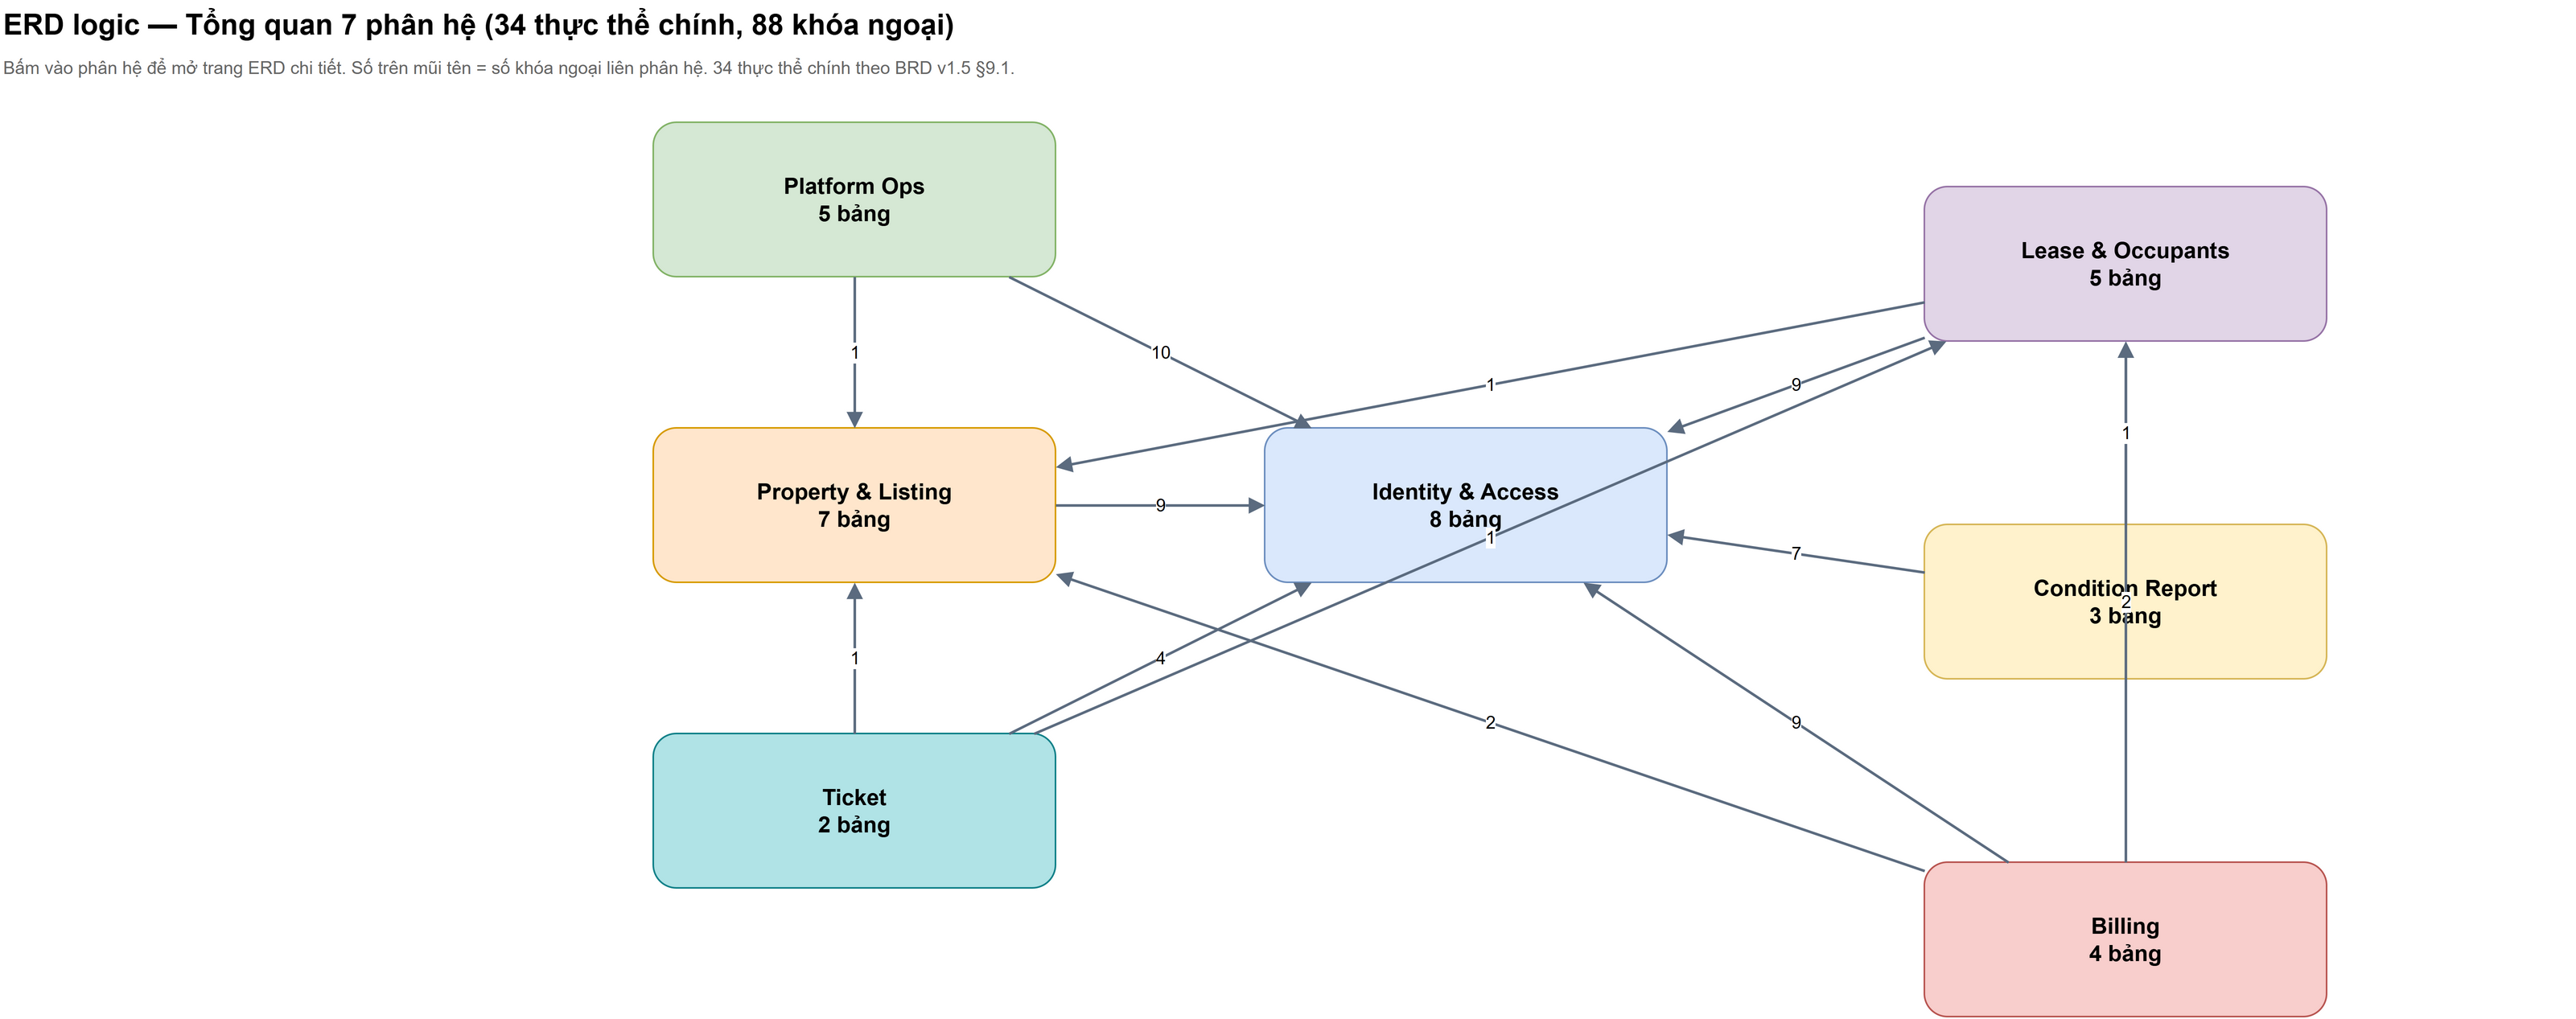 ERD logic — Tổng quan 7 phân hệ (34 thực thể chính, 88 khóa ngoại)
Bấm vào phân hệ để mở trang ERD chi tiết. Số trên mũi tên = số khóa ngoại liên phân hệ. 34 thực thể chính theo BRD v1.5 §9.1.
Platform Ops
5 bảng
Lease & Occupants
5 bảng
1
10
1
9
1
Property & Listing
7 bảng
9
Identity & Access
8 bảng
1
7
Condition Report
2
3 bảng
1
4
2
9
Ticket
2 bảng
Billing
4 bảng